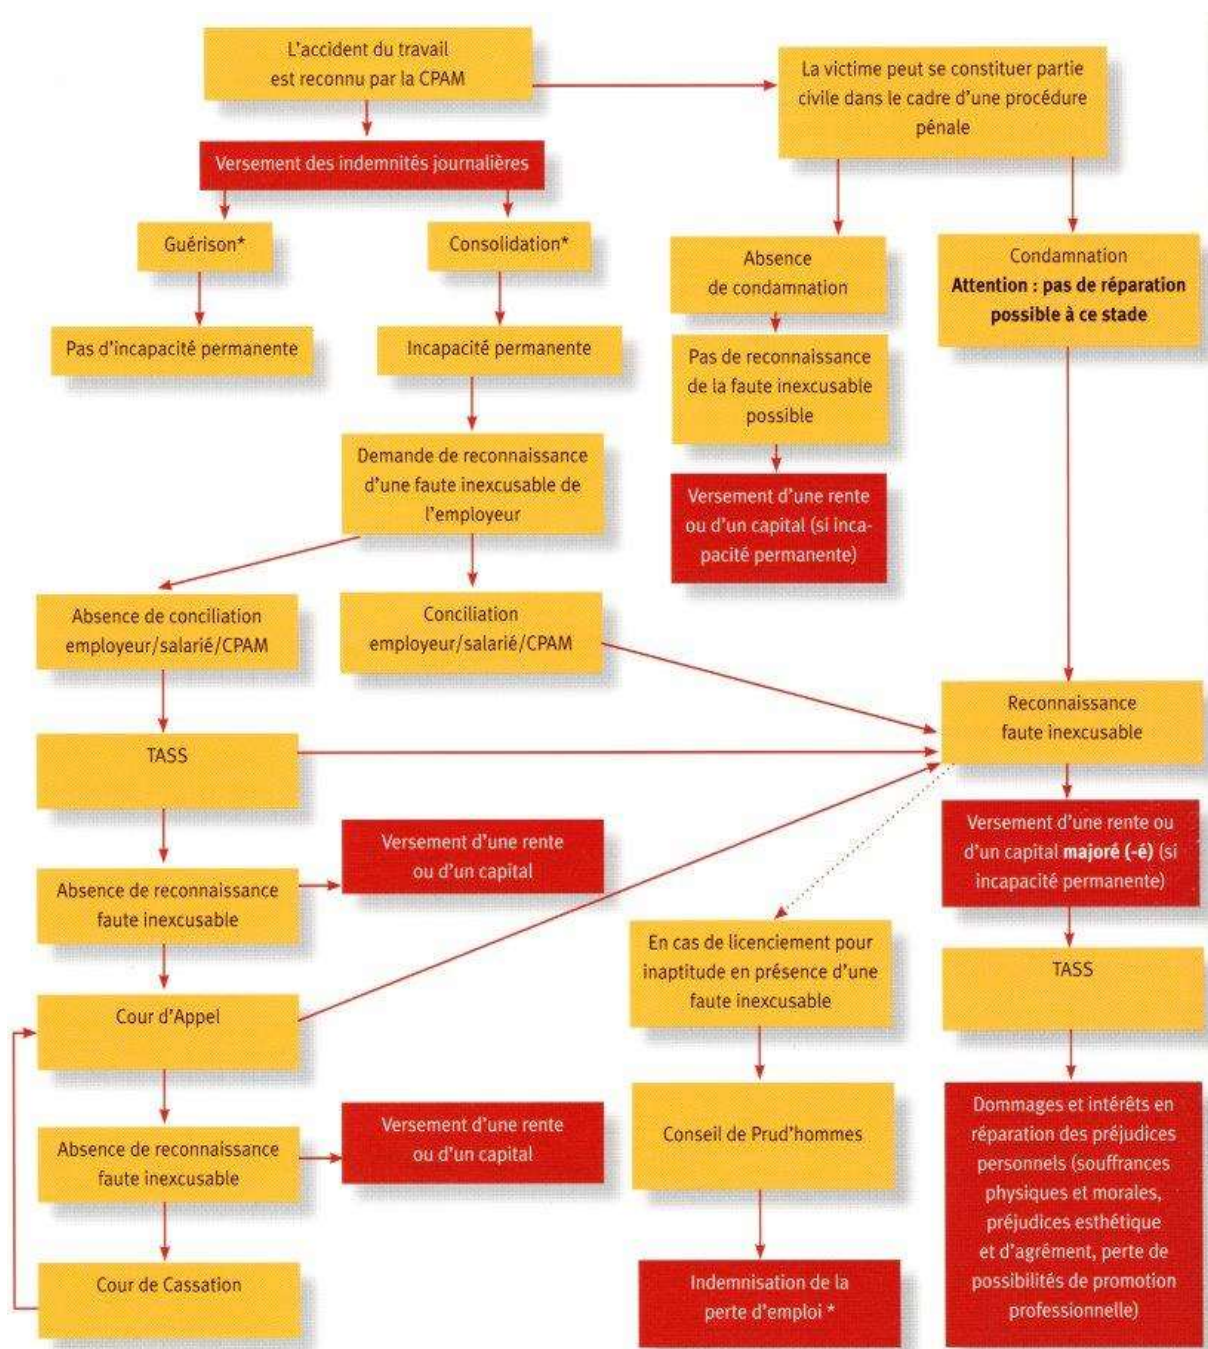 L'accident du travail
est reconnu par la CPAM
La victime peut se constituer partie
civile dans le cadre d'une procédure
pénale
Versement des indemnités journalières
Guérison*
Consolidation*
Absence
de condamnation
Condamnation
Attention : pas de réparation
possible à ce stade
Pas d'incapacité permanente
Incapacité permanente
Pas de reconnaissance
de la faute inexcusable
possible
Demande de reconnaissance
d'une faute inexcusable de
l'employeur
Versement d'une rente
ou d'un capital (si inca-
pacité permanente)
Absence de conciliation
employeur/salarié/CPAM
Conciliation
employeur/salarié/CPAM
Reconnaissance
faute inexcusable
TASS
Versement d'une rente
ou d'un capital
Versement d'une rente ou
d'un capital majoré (-é) (si
incapacité permanente)
Absence de reconnaissance
faute inexcusable
En cas de licenciement pour
inaptitude en présence d'une
faute inexcusable
TASS
Cour d'Appel
Absence de reconnaissance
faute inexcusable
Versement d'une rente
ou d'un capital
Conseil de Prud'hommes
Dommages et intérêts en
réparation des préjudices
personnels (souffrances
physiques et morales,
préjudices esthétique
et d'agrément, perte de
possibilités de promotion
professionnelle)
Cour de Cassation
Indemnisation de la
perte d'emploi *